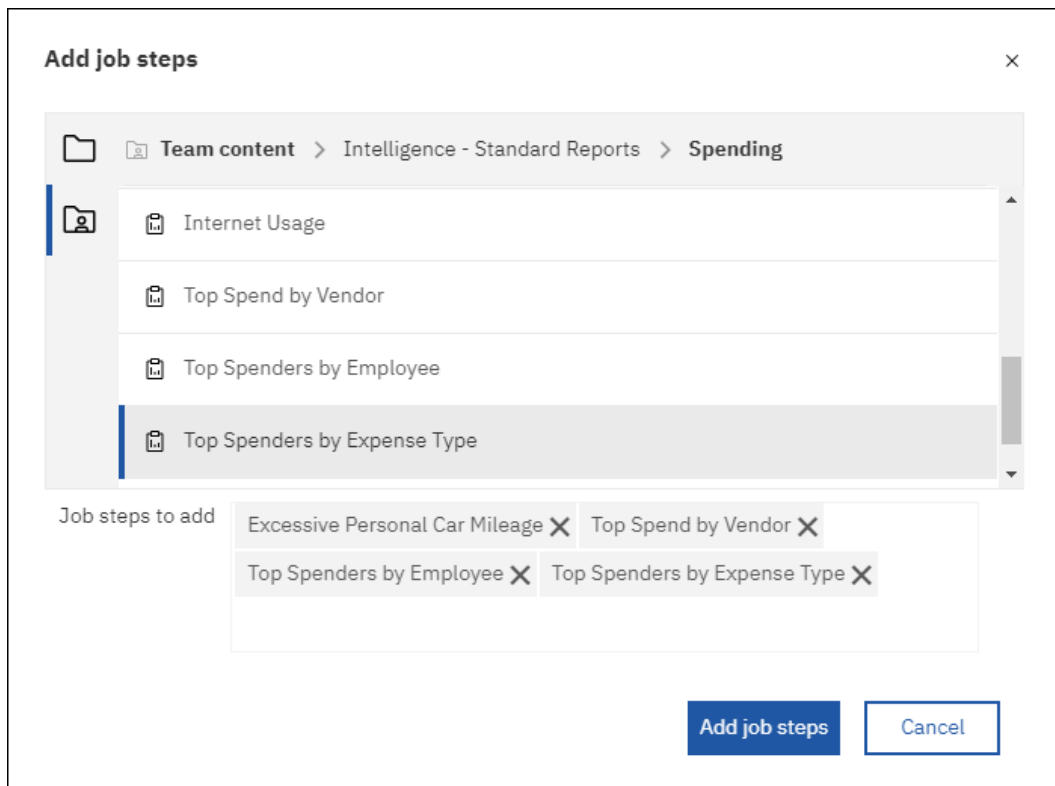 Add job steps
Team content > Intelligence - Standard Reports > Spending
Internet Usage
Top Spend by Vendor
Top Spenders by Employee
Top Spenders by Expense Type
Job steps to add
Excessive Personal Car Mileage Top Spend by Vendor
Top Spenders by Employee Top Spenders by Expense Type
Add job steps Cancel